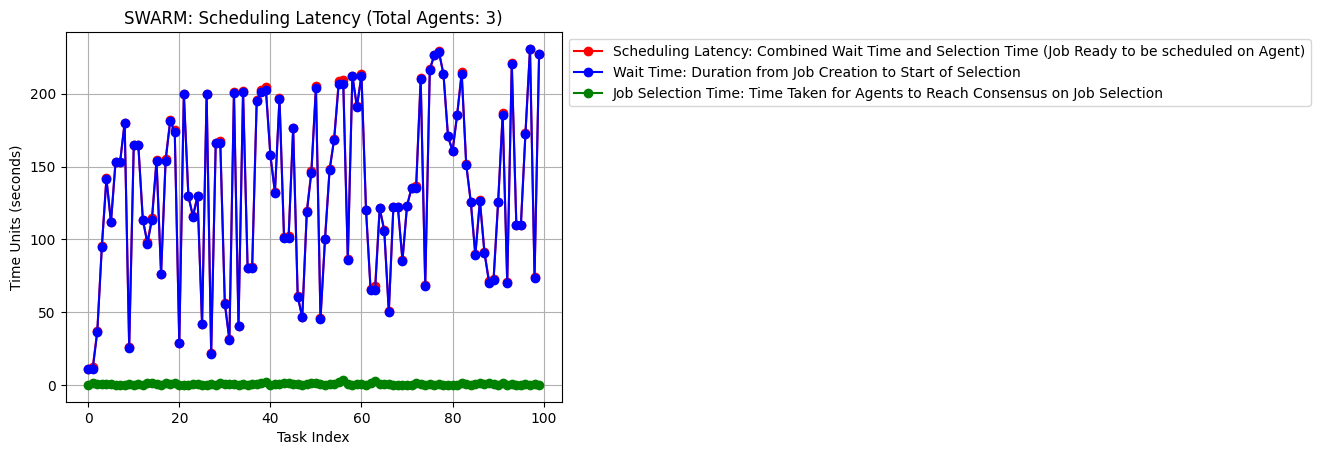 SWARM: Scheduling Latency (Total Agents: 3)
Scheduling Latency: Combined Wait Time and Selection Time (Job Ready to be scheduled on Agent)
Wait Time: Duration from Job Creation to Start of Selection
Job Selection Time: Time Taken for Agents to Reach Consensus on Job Selection
Time Units (seconds)
200
150
100
50
0
0 20 40 60 80 100
Task Index